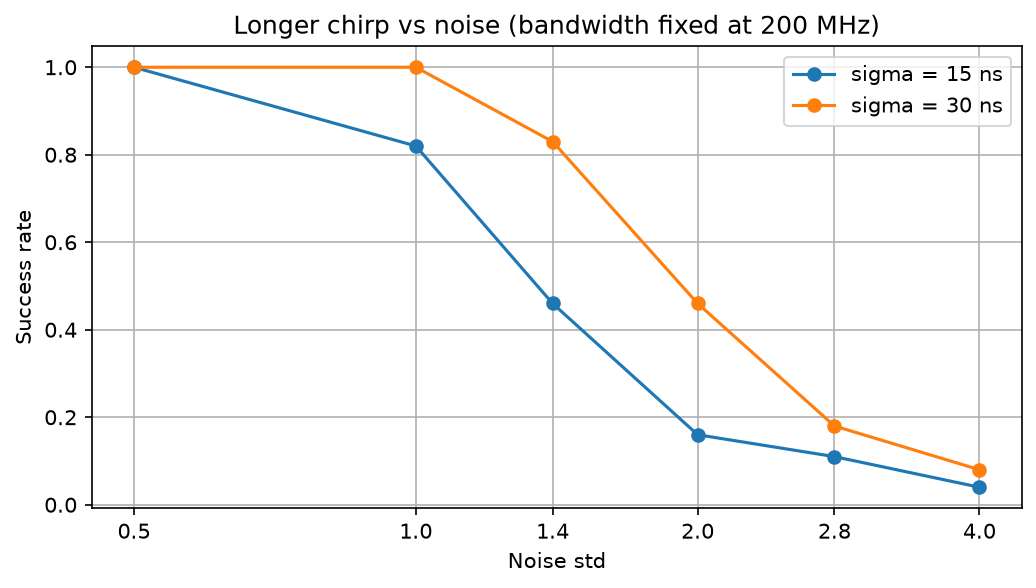 Longer chirp vs noise (bandwidth fixed at 200 MHz)
sigma = 15 ns
sigma = 30 ns
Success rate
1.0
0.8
0.6
0.4
0.2
0.0
0.5 1.0 1.4 2.0 2.8 4.0
Noise std